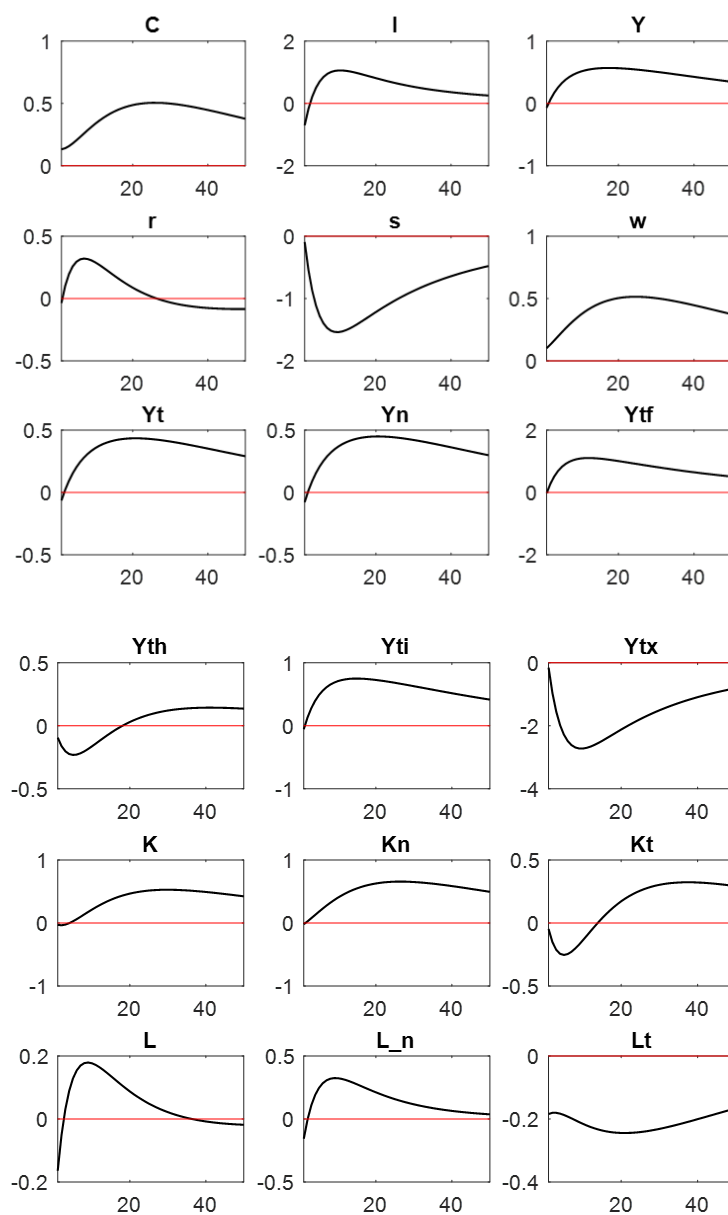 C I Y
1 2 1
0.5 0 0
0 -2 -1
20 40 20 40 20 40
r s w
0.5 0 1
0 -1 0.5
-0.5 -2 0
20 40 20 40 20 40
Yt Yn Ytf
0.5 0.5 2
0 0 0
-0.5 -0.5 -2
20 40 20 40 20 40
Yth Yti Ytx
0.5 1 0
0 0 -2
-0.5 -1 -4
20 40 20 40 20 40
K Kn Kt
1 1 0.5
0 0 0
-1 -1 -0.5
20 40 20 40 20 40
L L_n Lt
0.2 0.5 0
0 0 -0.2
-0.2 -0.5 -0.4
20 40 20 40 20 40